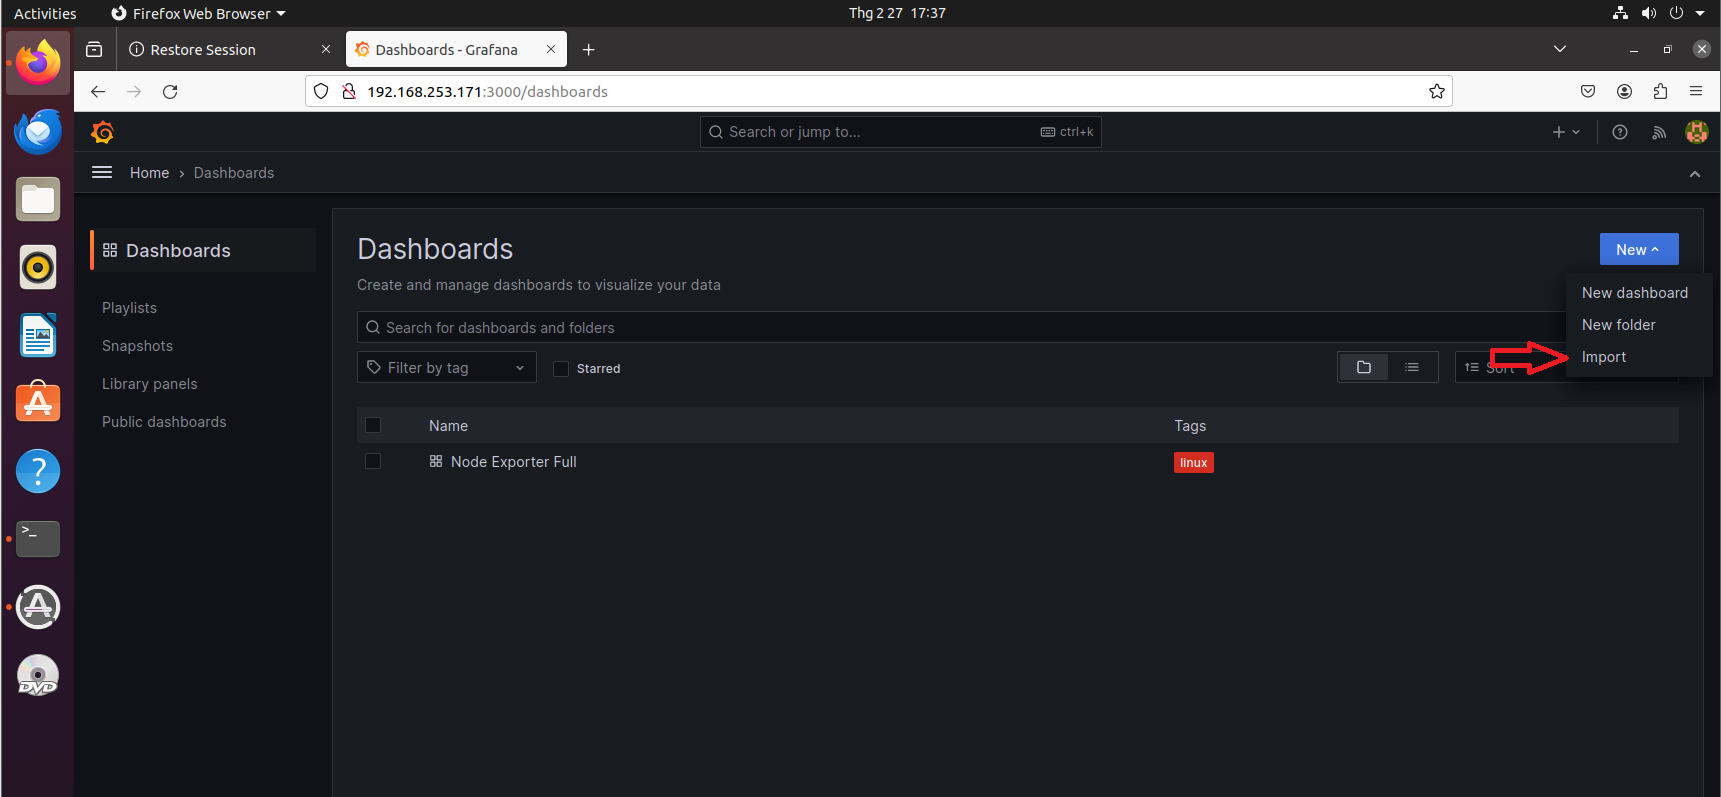 Activities
Firefox Web Browser
Thg 2 27 17:37
Restore Session
Dashboards - Grafana
192.168.253.171:3000/dashboards
Search or jump to...
ctrl+k
Home › Dashboards
Dashboards
Playlists
Snapshots
Library panels
Public dashboards
Dashboards
Create and manage dashboards to visualize your data
New
New dashboard
New folder
Import
Search for dashboards and folders
Filter by tag
Starred
Sort
Name
Tags
Node Exporter Full
linux
>_
?
DVD